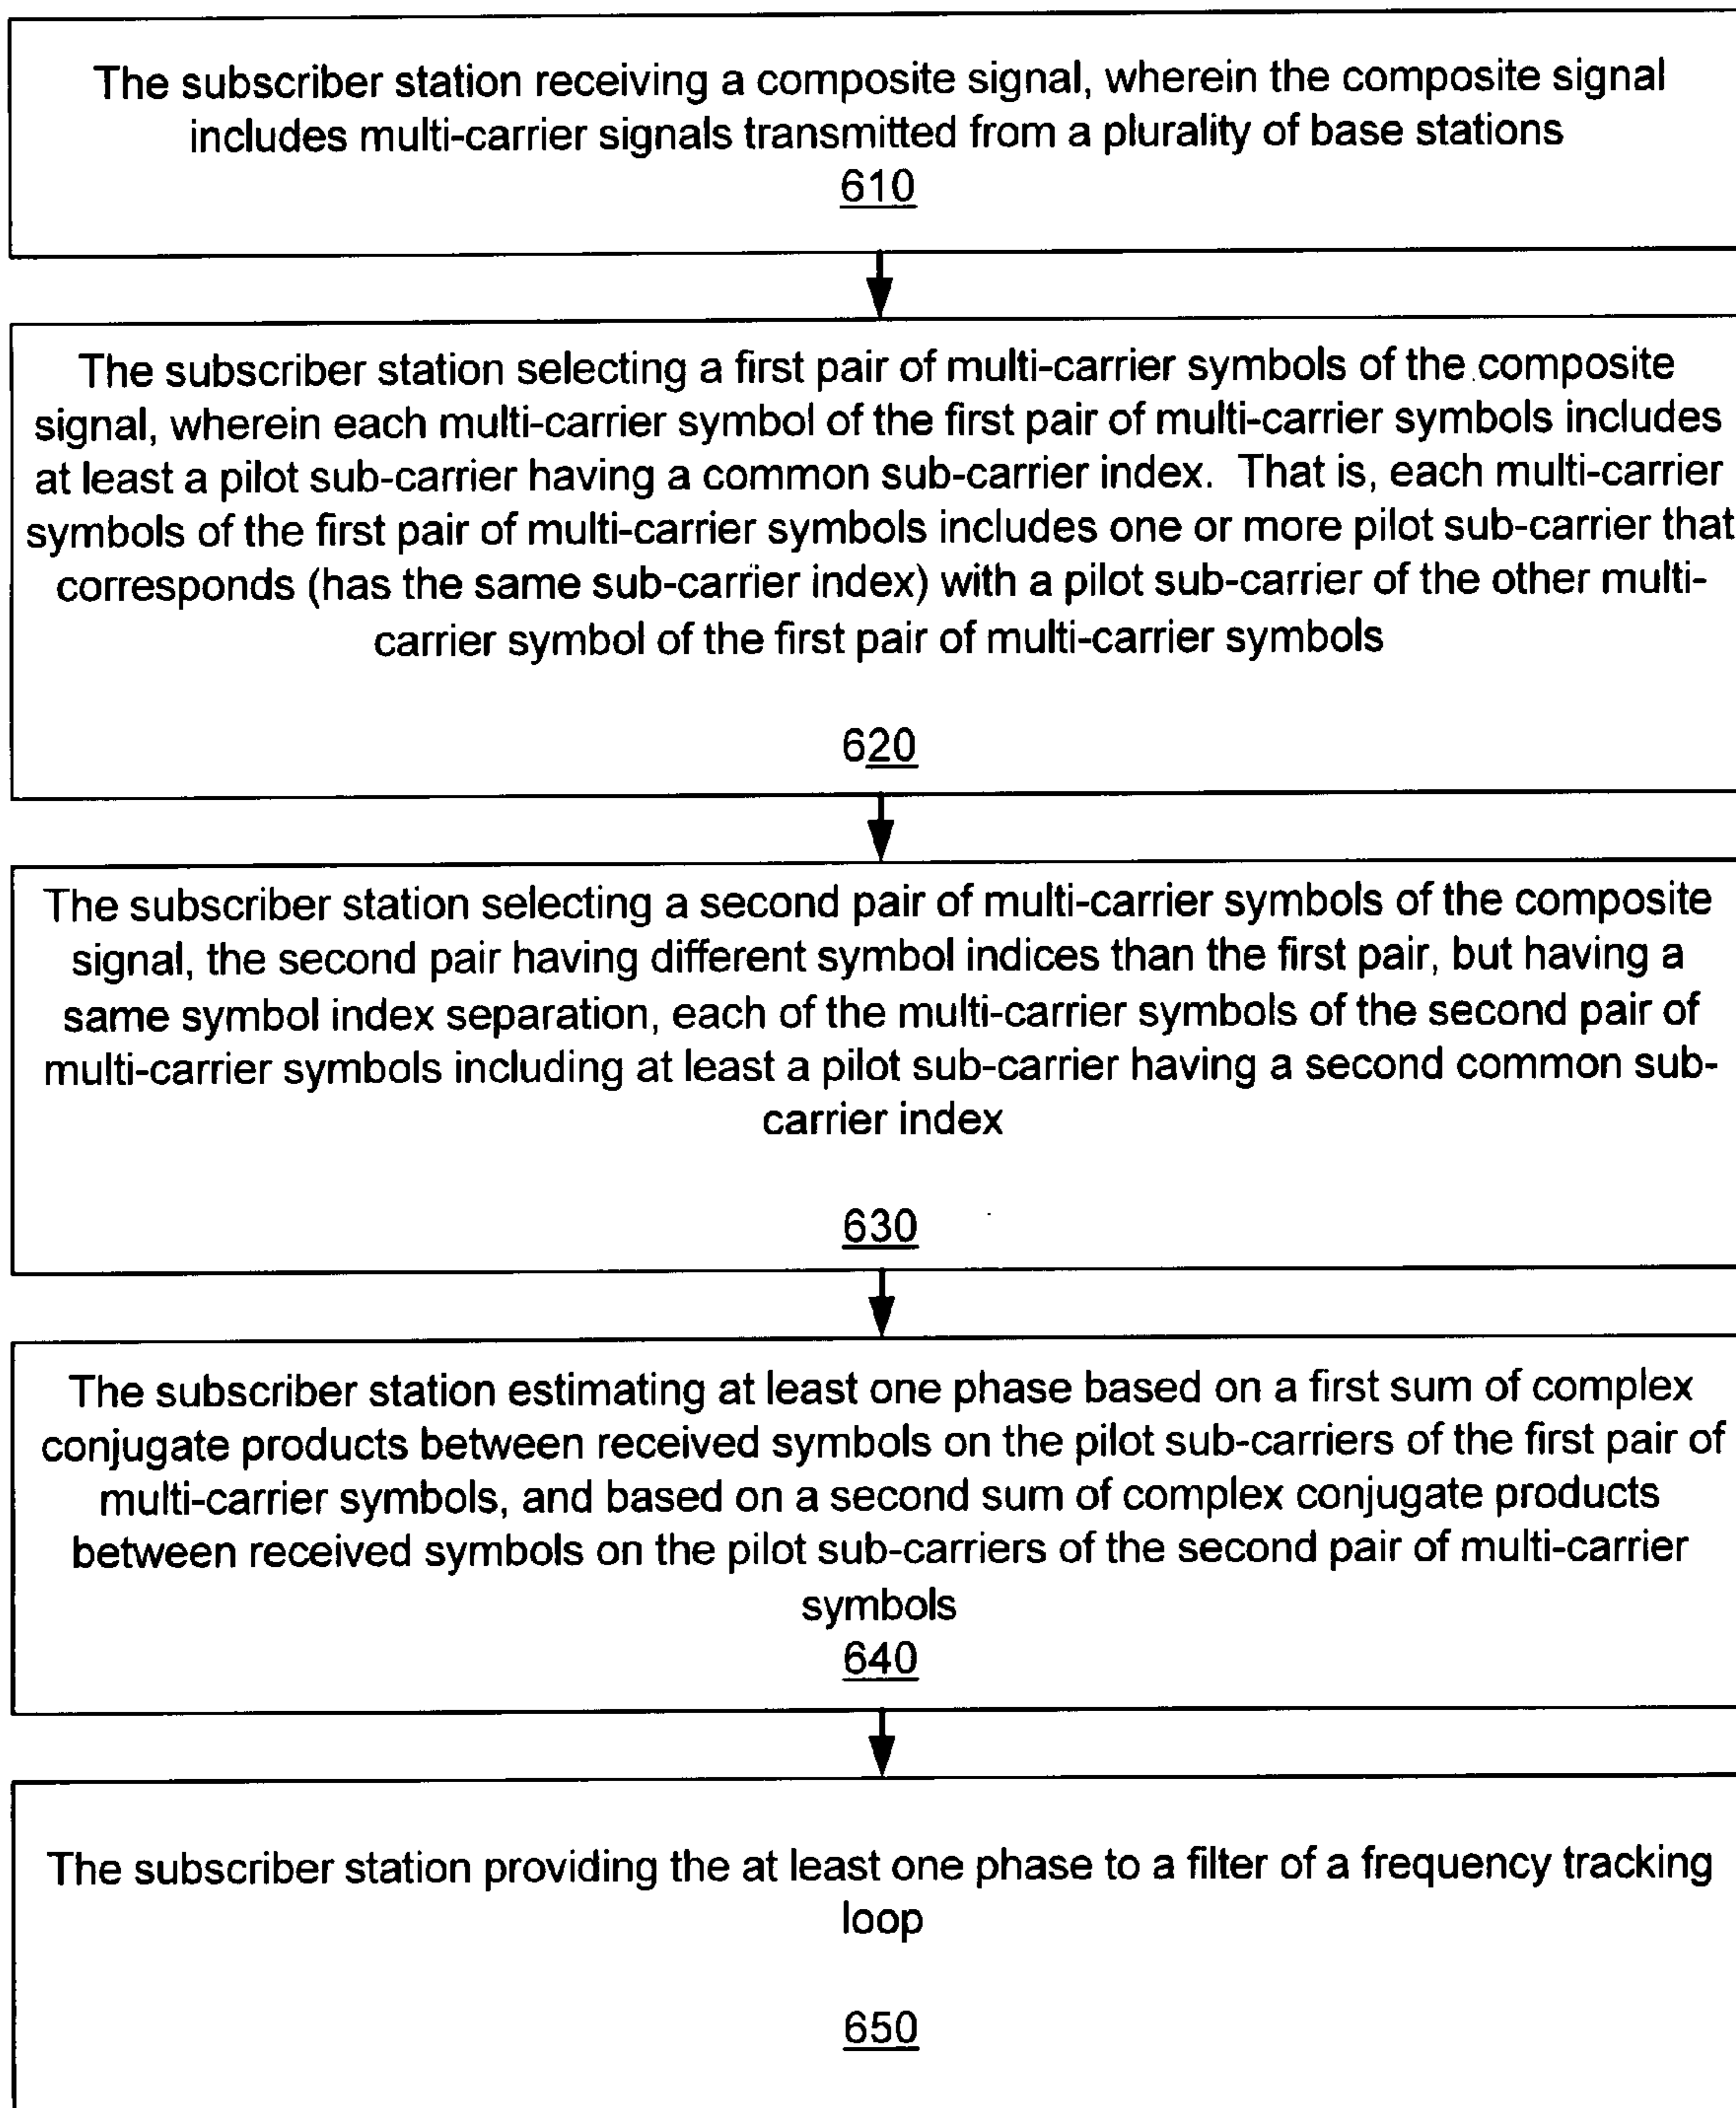 The subscriber station receiving a composite signal, wherein the composite signal
includes multi-carrier signals transmitted from a plurality of base stations
610
The subscriber station selecting a first pair of multi-carrier symbols of the composite
signal, wherein each multi-carrier symbol of the first pair of multi-carrier symbols includes
at least a pilot sub-carrier having a common sub-carrier index. That is, each multi-carrier
symbols of the first pair of multi-carrier symbols includes one or more pilot sub-carrier that
corresponds (has the same sub-carrier index) with a pilot sub-carrier of the other multi-
carrier symbol of the first pair of multi-carrier symbols
620
The subscriber station selecting a second pair of multi-carrier symbols of the composite
signal, the second pair having different symbol indices than the first pair, but having a
same symbol index separation, each of the multi-carrier symbols of the second pair of
multi-carrier symbols including at least a pilot sub-carrier having a second common sub-
carrier index
630
The subscriber station estimating at least one phase based on a first sum of complex
conjugate products between received symbols on the pilot sub-carriers of the first pair of
multi-carrier symbols, and based on a second sum of complex conjugate products
between received symbols on the pilot sub-carriers of the second pair of multi-carrier
symbols
640
The subscriber station providing the at least one phase to a filter of a frequency tracking
loop
650